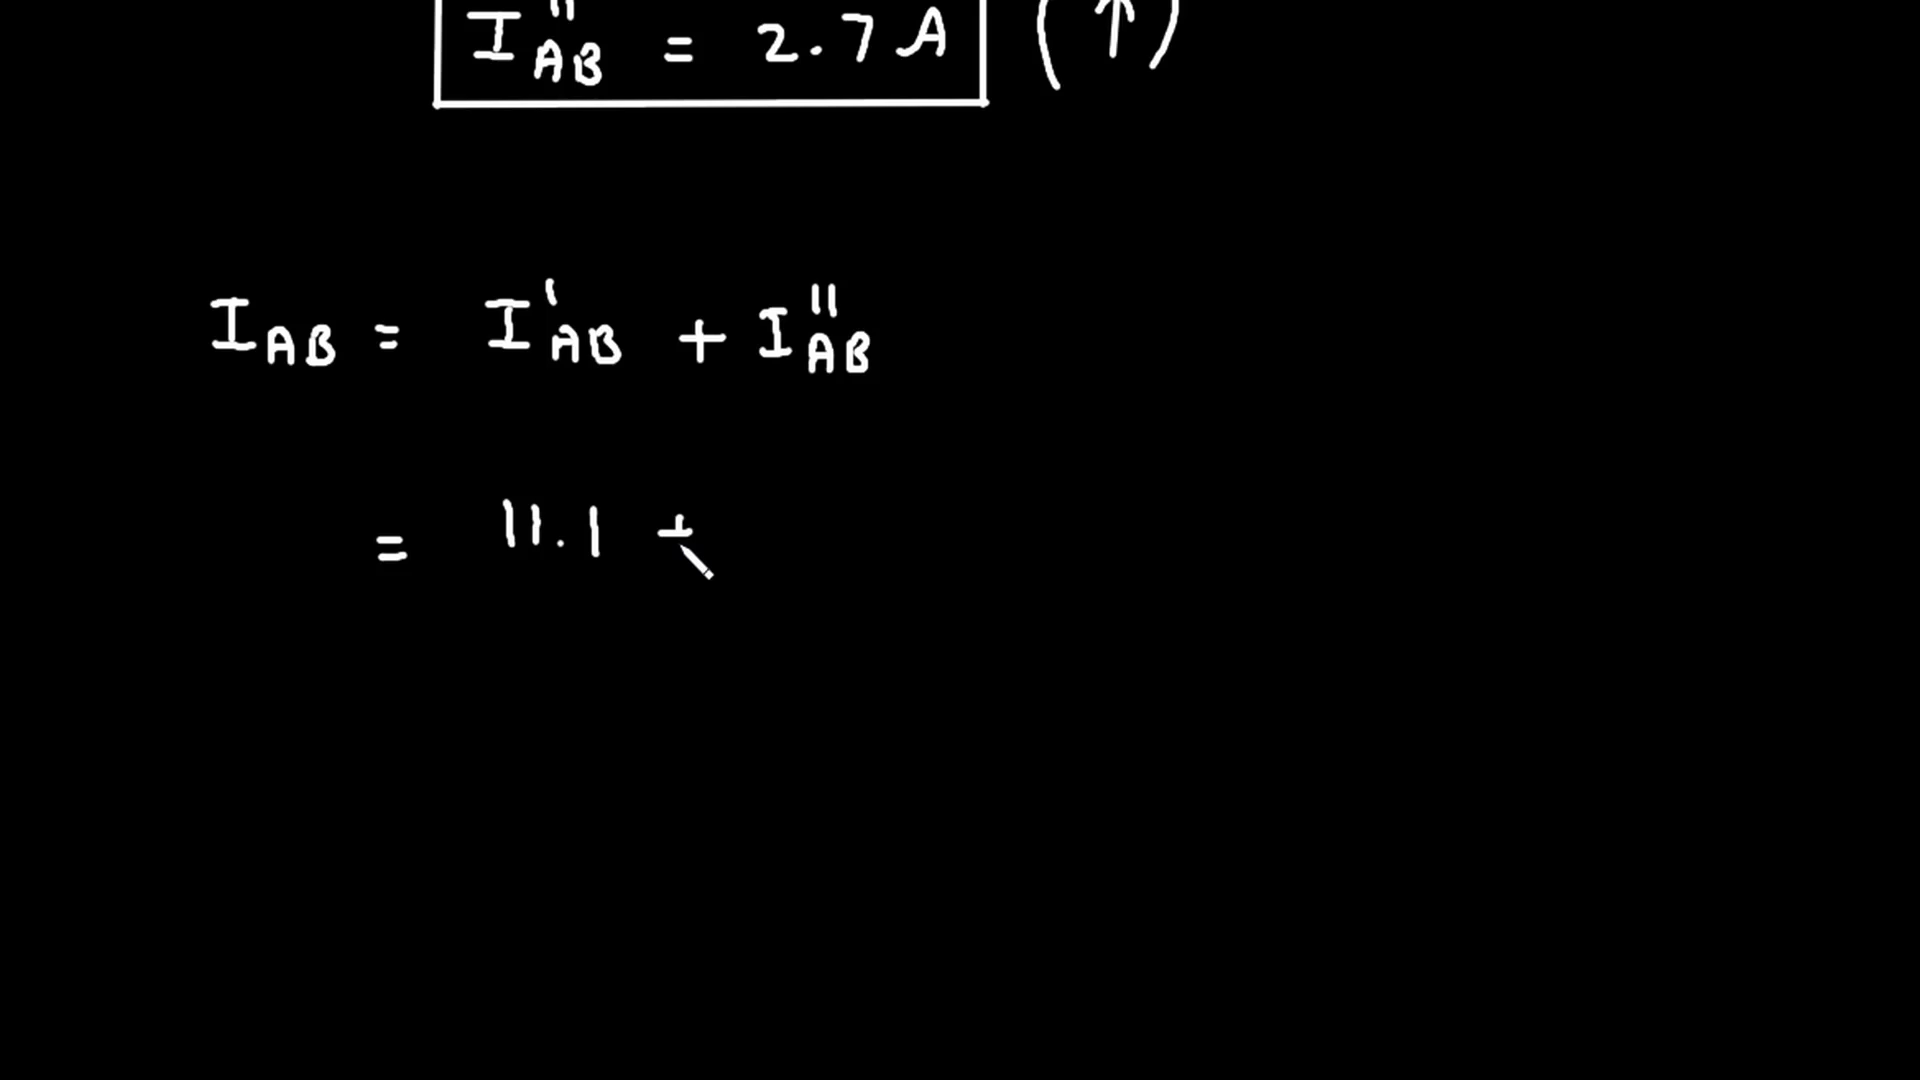 I''AB = 2.7 A (↑)
IAB = I'AB + I''AB
= 11.1 +